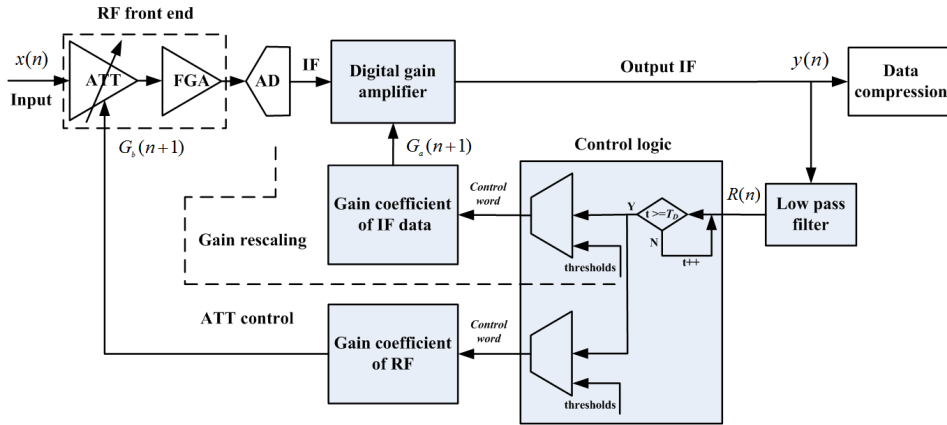 RF front end
x(n)
Input
ATT
FGA
AD
IF
Digital gain
amplifier
Output IF
y(n)
Data
compression
G_b(n+1)
G_a(n+1)
Control logic
Gain coefficient
of IF data
Control
word
Y
t >=T_D
N
t++
thresholds
R(n)
Low pass
filter
Gain rescaling
ATT control
Gain coefficient
of RF
Control
word
thresholds